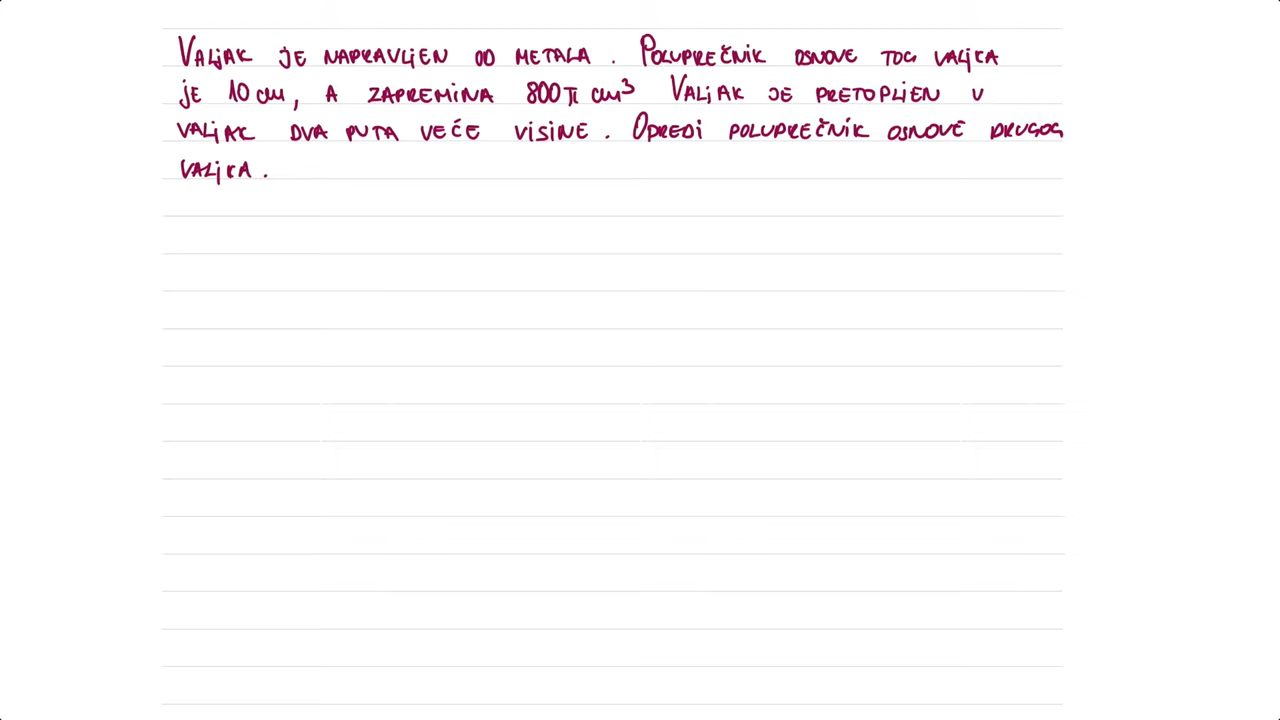 Valjak je napravljen od metala. Poluprečnik osnove tog valjka
je 10 cm, a zapremina 800π cm³ Valjak je pretopljen u
valjak dva puta veće visine. Opredi poluprečnik osnove drugog
valjka.